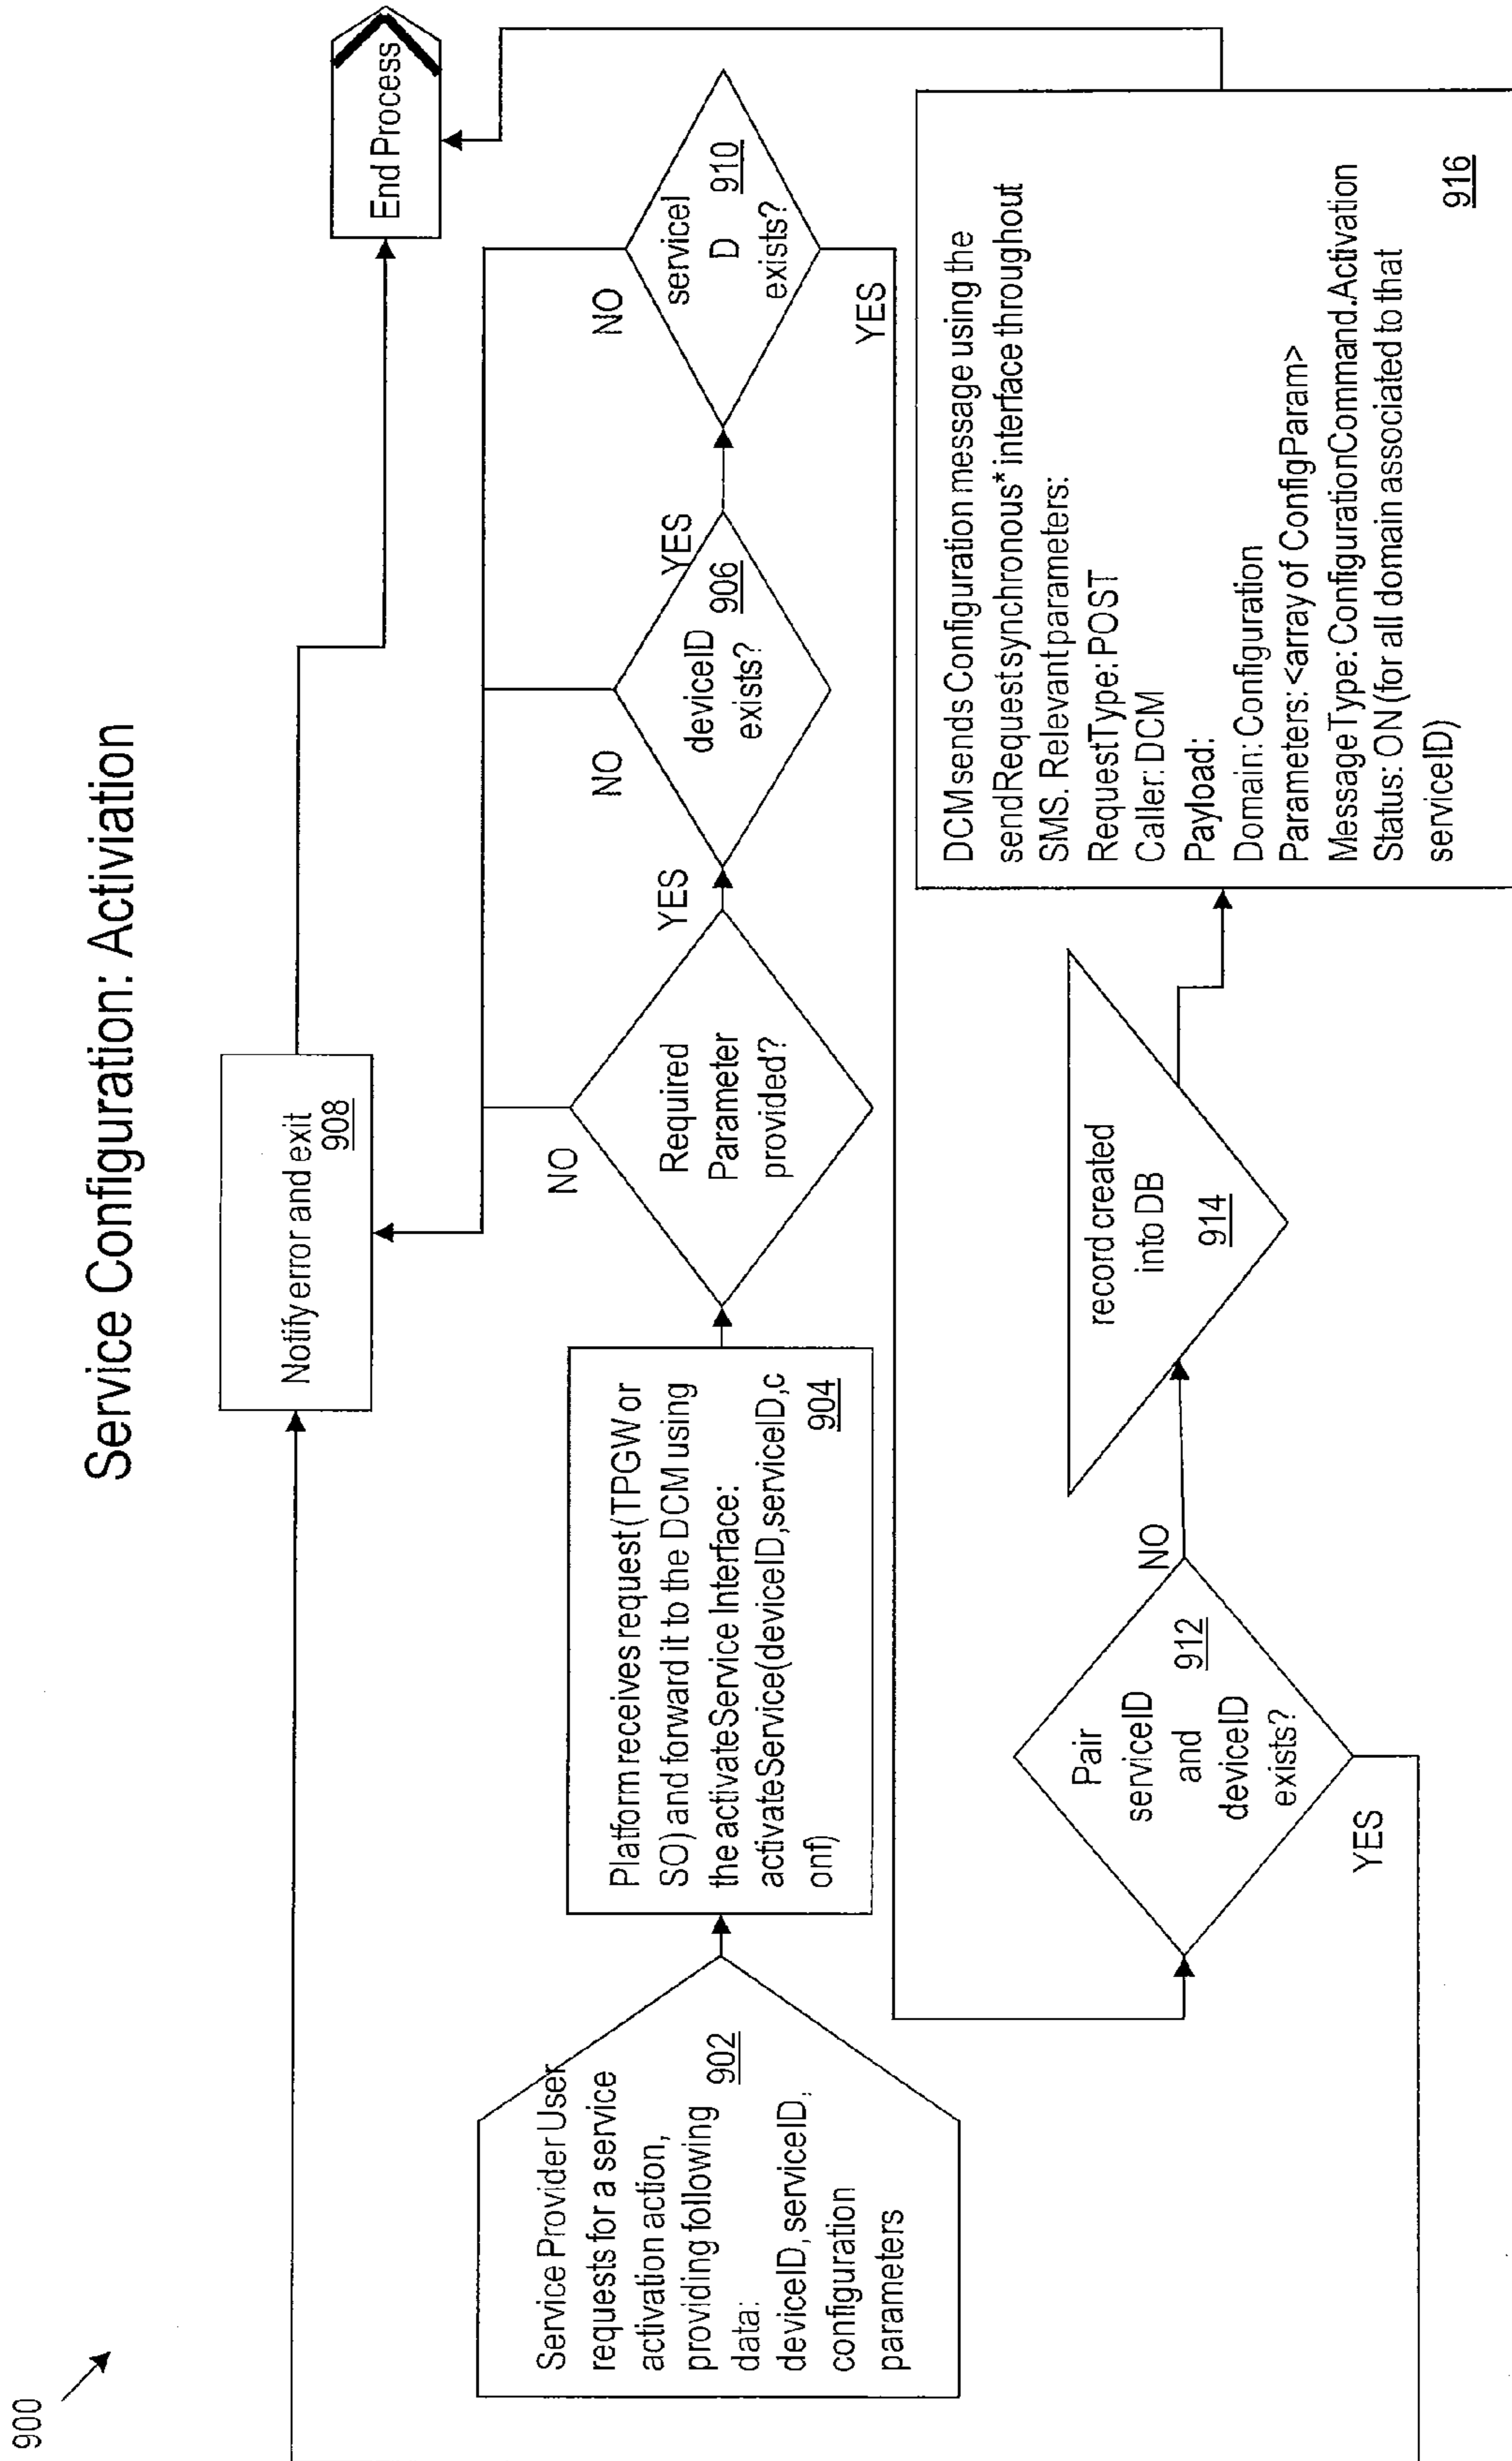 900
Service Configuration: Activiation
Notify error and exit
908
End Process
Service Provider User
requests for a service
activation action,
providing following
902
data:
deviceID, serviceID,
configuration
parameters
Platform receives request (TPGW or
SO) and forward it to the DCM using
the activateService Interface:
activateService(deviceID,serviceID,c
onf)
904
NO
Required
Parameter
provided?
YES
NO
deviceID
906
exists?
YES
NO
serviceI
D
910
exists?
YES
Pair
serviceID
912
and
deviceID
exists?
YES
NO
record created
into DB
914
DCM sends Configuration message using the
sendRequestsynchronous* interface throughout
SMS. Relevant parameters:
RequestType: POST
Caller: DCM
Payload:
Domain: Configuration
Parameters: <array of ConfigParam>
MessageType: ConfigurationCommand.Activation
Status: ON (for all domain associated to that
serviceID)
916